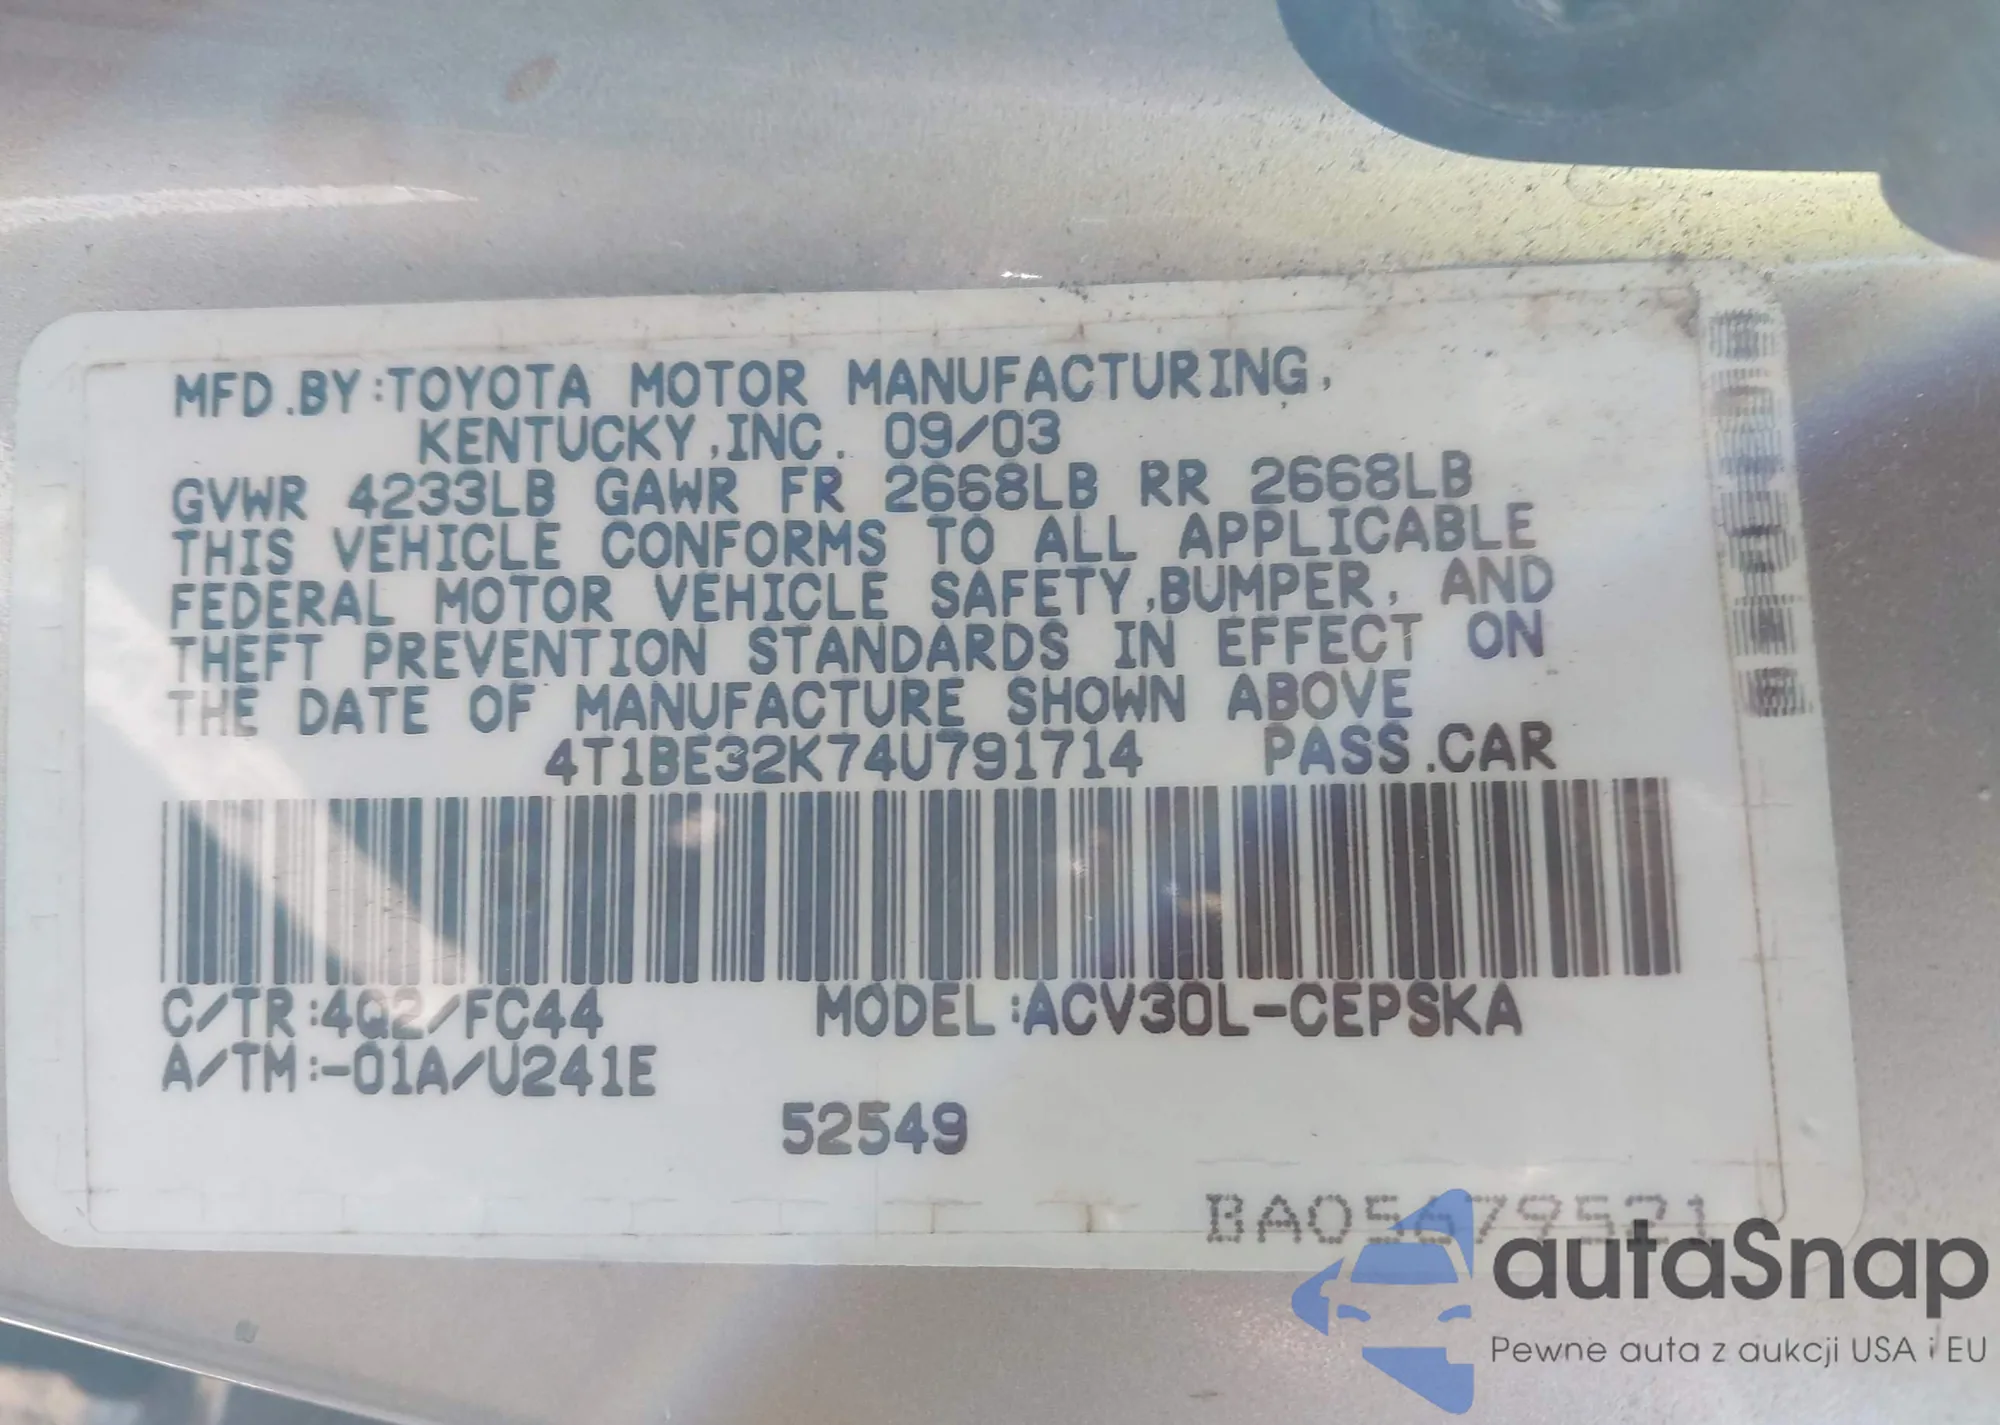 MFD.BY:TOYOTA MOTOR MANUFACTURING,
KENTUCKY,INC. 09/03
GVWR 4233LB GAWR FR 2668LB RR 2668LB
THIS VEHICLE CONFORMS TO ALL APPLICABLE
FEDERAL MOTOR VEHICLE SAFETY,BUMPER, AND
THEFT PREVENTION STANDARDS IN EFFECT ON
THE DATE OF MANUFACTURE SHOWN ABOVE
4T1BE32K74U791714 PASS.CAR
C/TR:4Q2/FC44 MODEL:ACV30L-CEPSKA
A/TM:-01A/U241E
52549
BA05679521
autaSnap
Pewne auta z aukcji USA i EU